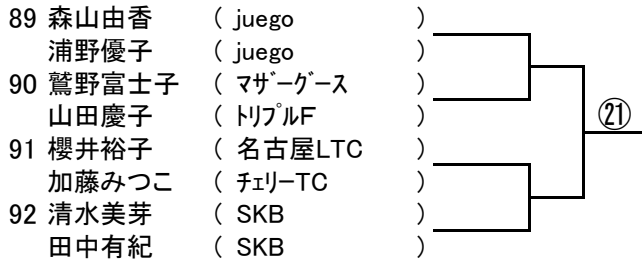 89 森山由香 ( juego )
浦野優子 ( juego )
90 鷲野富士子 ( ﾏｻﾞｰｸﾞｰｽ )
山田慶子 ( ﾄﾘﾌﾟﾙF )
㉑
91 櫻井裕子 ( 名古屋LTC )
加藤みつこ ( ﾁｪﾘｰTC )
92 清水美芽 ( SKB )
田中有紀 ( SKB )